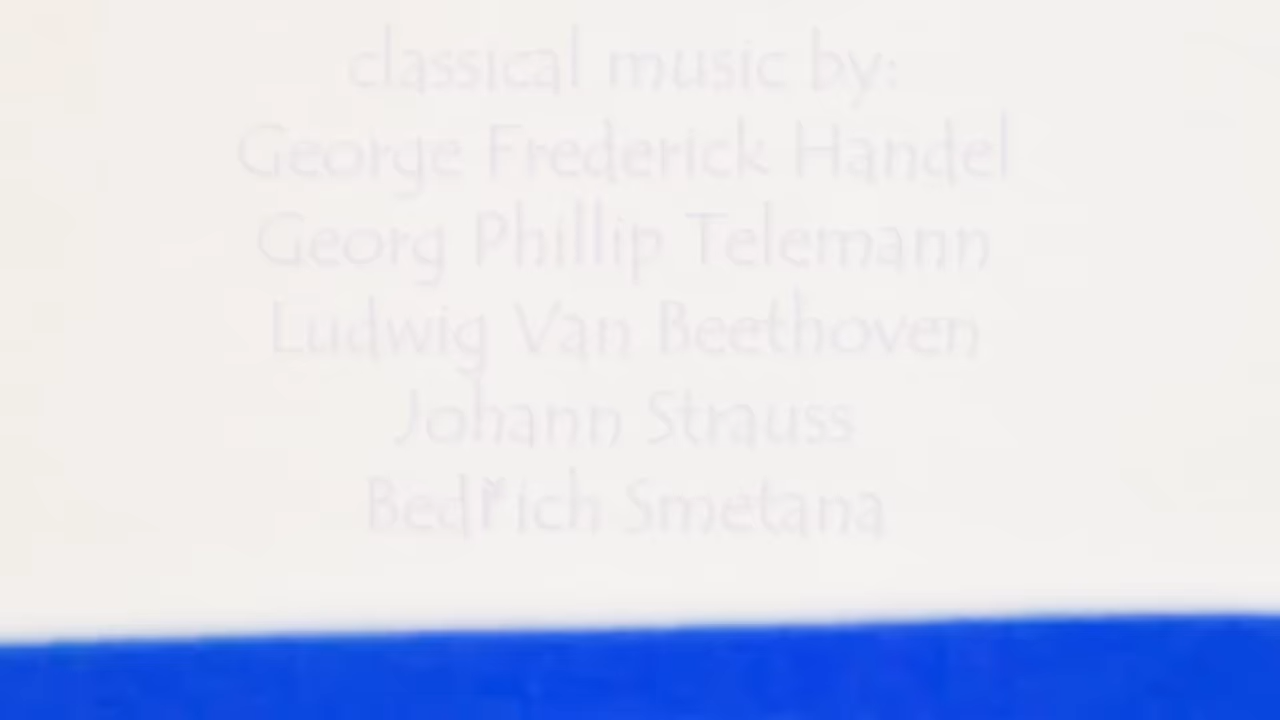 classical music by:
George Frederick Handel
Georg Phillip Telemann
Ludwig Van Beethoven
Johann Strauss
Bedřich Smetana